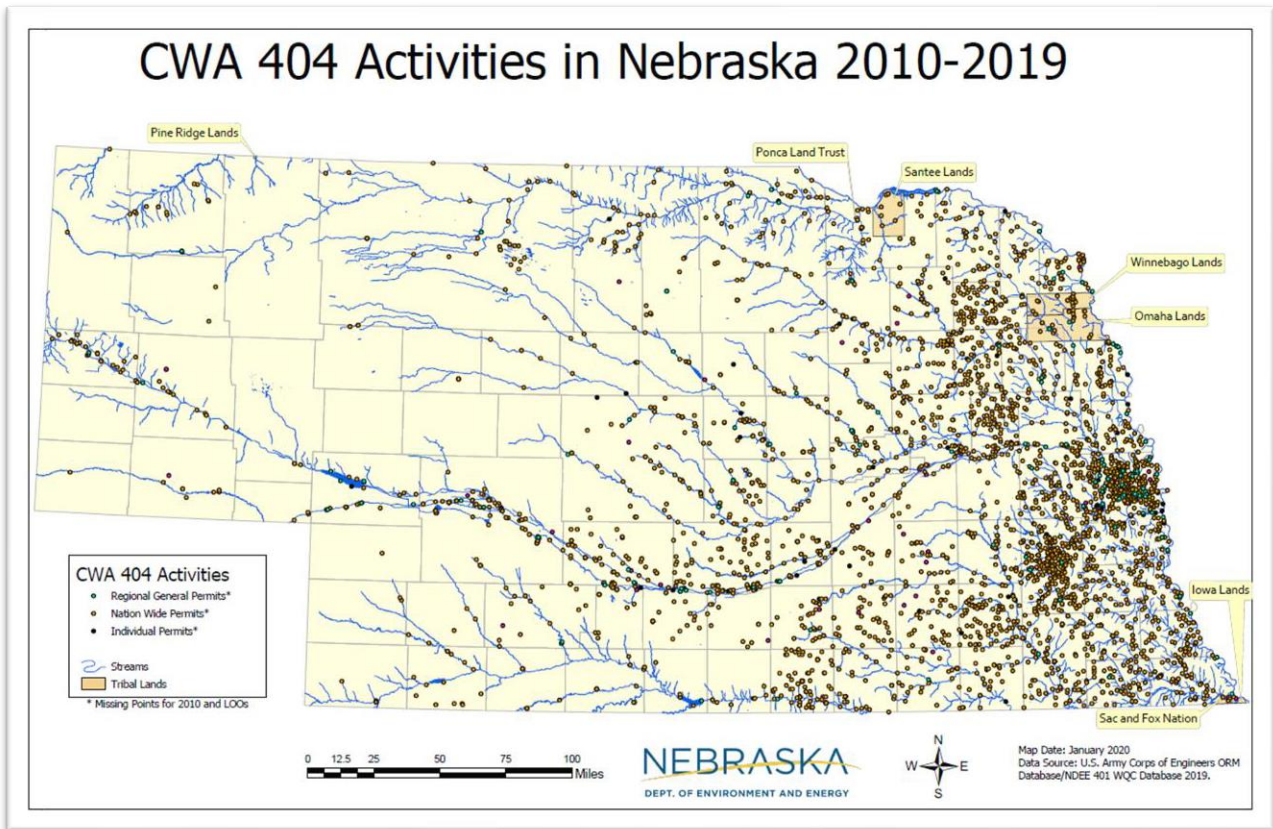 CWA 404 Activities in Nebraska 2010-2019
Pine Ridge Lands
Ponca Land Trust
Santee Lands
Winnebago Lands
Omaha Lands
Iowa Lands
Sac and Fox Nation
CWA 404 Activities
Regional General Permits*
Nation Wide Permits*
Individual Permits*
Streams
Tribal Lands
* Missing Points for 2010 and LOOs
0 12.5 25 50 75 100
Miles
NEBRASKA
DEPT. OF ENVIRONMENT AND ENERGY
N
W E
S
Map Date: January 2020
Data Source: U.S. Army Corps of Engineers ORM
Database/NDEE 401 WQC Database 2019.